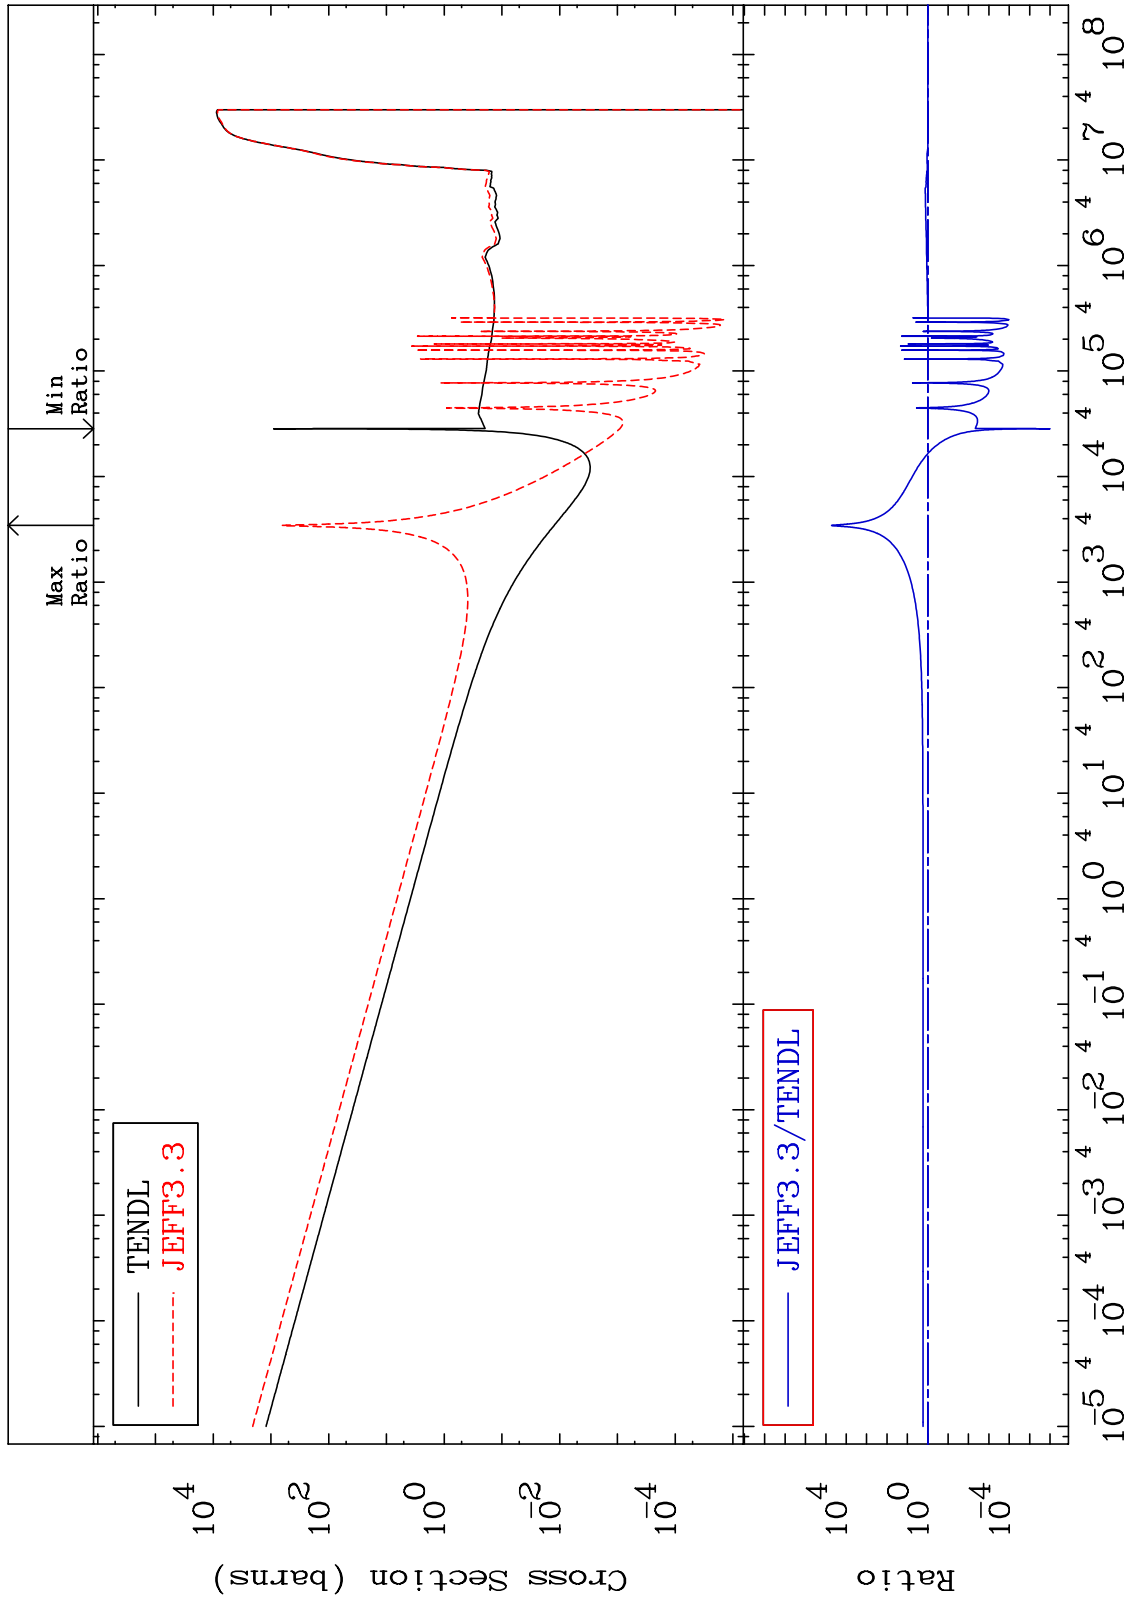 Max
Ratio
Min
Ratio
Cross Section (barns)
10^4
10^2
10^0
10^-2
10^-4
TENDL
JEFF3.3
Ratio
10^4
10^0
10^-4
JEFF3.3/TENDL
10^-5 4 10^-4 4 10^-3 4 10^-2 4 10^-1 4 10^0 4 10^1 4 10^2 4 10^3 4 10^4 4 10^5 4 10^6 4 10^7 4 10^8